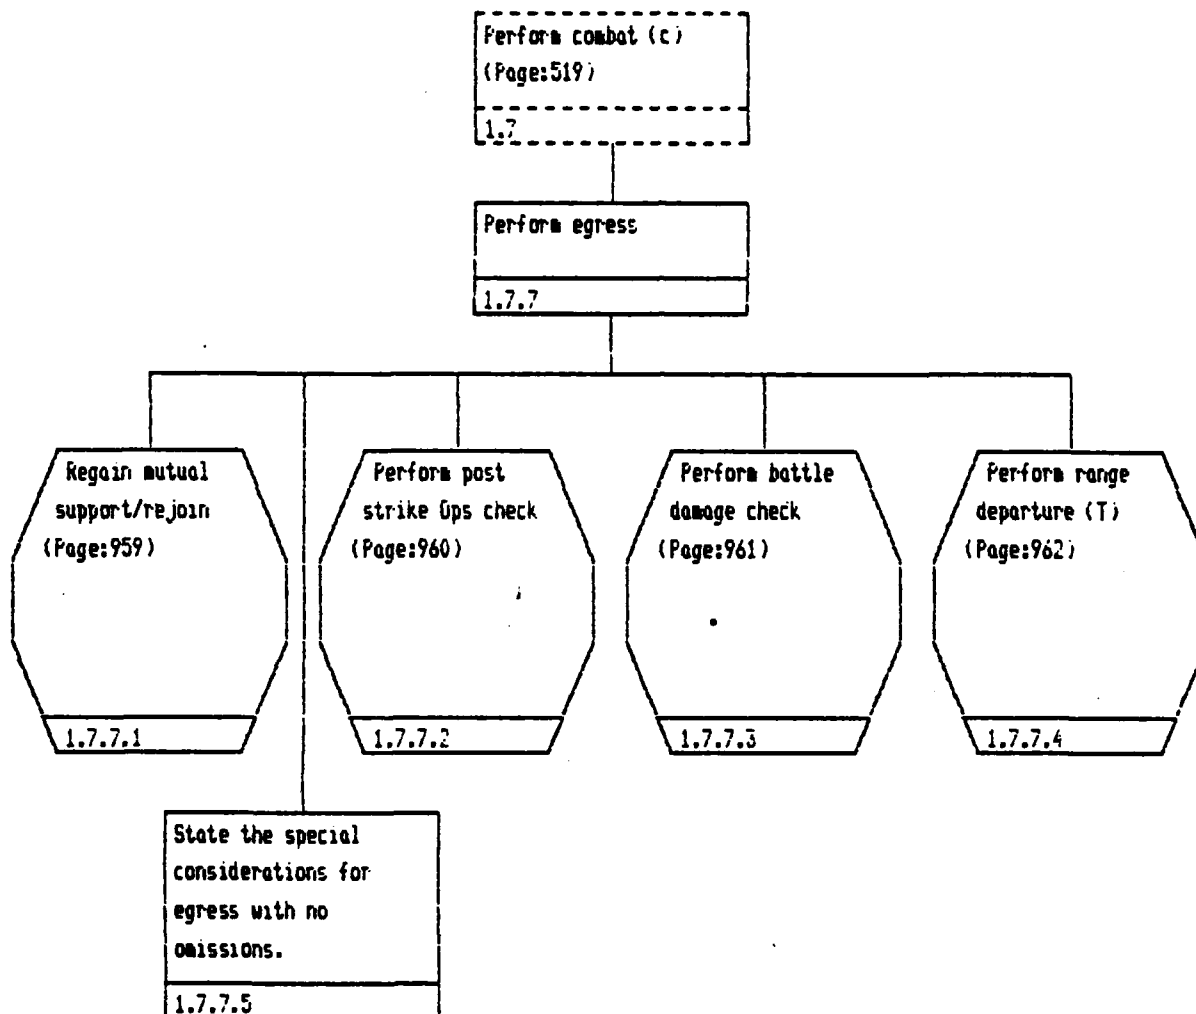 Perform combat (c)
(Page:519)
1.7
Perform egress
1.7.7
Regain mutual
support/rejoin
(Page:959)
1.7.7.1
Perform post
strike Ops check
(Page:960)
1.7.7.2
Perform battle
damage check
(Page:961)
1.7.7.3
Perform range
departure (T)
(Page:962)
1.7.7.4
State the special
considerations for
egress with no
omissions.
1.7.7.5